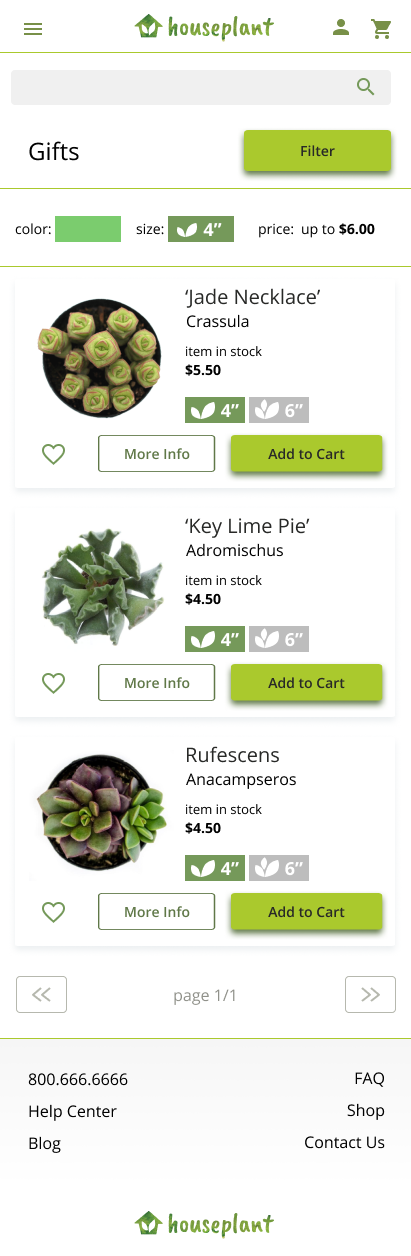 houseplant
Gifts
Filter
color:
size: 4”
price: up to $6.00
‘Jade Necklace’
Crassula
item in stock
$5.50
4” 6”
More Info
Add to Cart
‘Key Lime Pie’
Adromischus
item in stock
$4.50
4” 6”
More Info
Add to Cart
Rufescens
Anacampseros
item in stock
$4.50
4” 6”
More Info
Add to Cart
page 1/1
800.666.6666
FAQ
Help Center
Shop
Blog
Contact Us
houseplant